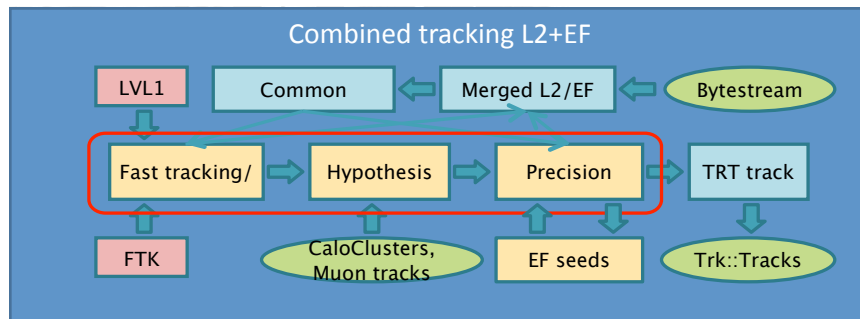 Combined tracking L2+EF
LVL1
Common
Merged L2/EF
Bytestream
Fast tracking/
Hypothesis
Precision
TRT track
FTK
CaloClusters,
Muon tracks
EF seeds
Trk::Tracks